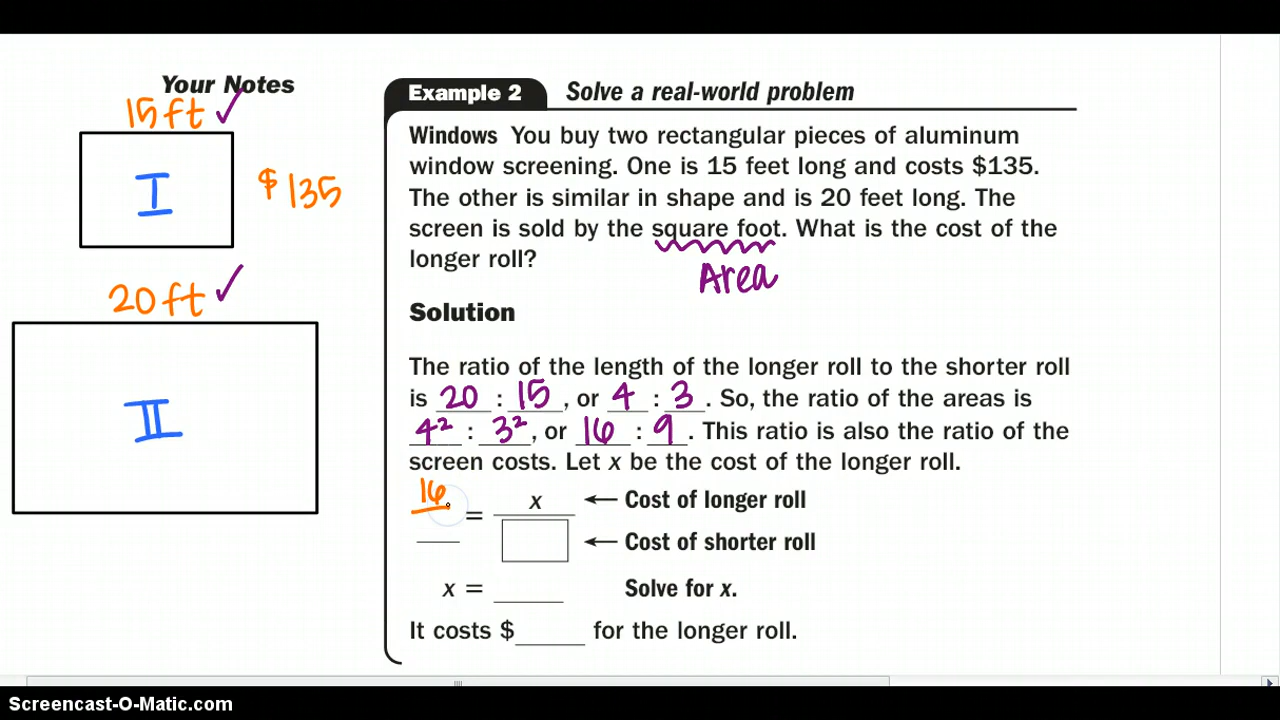 Your Notes
15 ft ✓
I
$135
20 ft ✓
II
Example 2 Solve a real-world problem
Windows You buy two rectangular pieces of aluminum
window screening. One is 15 feet long and costs $135.
The other is similar in shape and is 20 feet long. The
screen is sold by the square foot. What is the cost of the
longer roll?
Area
Solution
The ratio of the length of the longer roll to the shorter roll
is 20 : 15, or 4 : 3. So, the ratio of the areas is
4² : 3², or 16 : 9. This ratio is also the ratio of the
screen costs. Let x be the cost of the longer roll.
16 = x ← Cost of longer roll
← Cost of shorter roll
x = ____ Solve for x.
It costs $____ for the longer roll.
Screencast-O-Matic.com